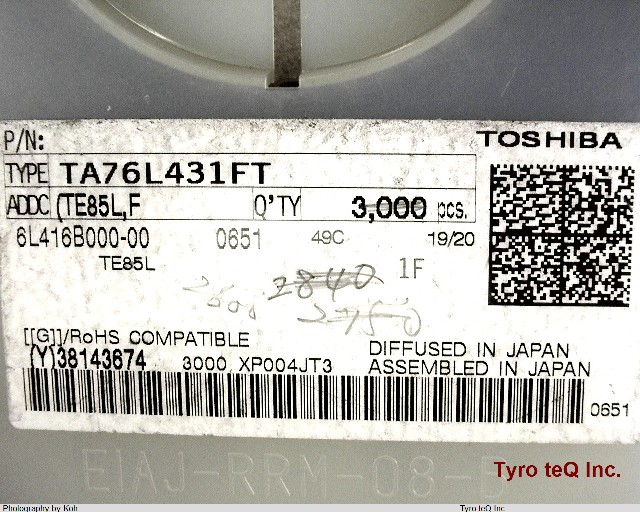 P/N:
TOSHIBA
TYPE TA76L431FT
ADDC (TE85L,F Q'TY 3,000 pcs.
6L416B000-00 0651 49C 19/20
TE85L 1F
2840
2750
[[G]]/RoHS COMPATIBLE
(Y)38143674 3000 XP004JT3
DIFFUSED IN JAPAN
ASSEMBLED IN JAPAN
0651
EIAJ-RRM-08-
Tyro teQ Inc.
Photography by Koh Tyro teQ Inc